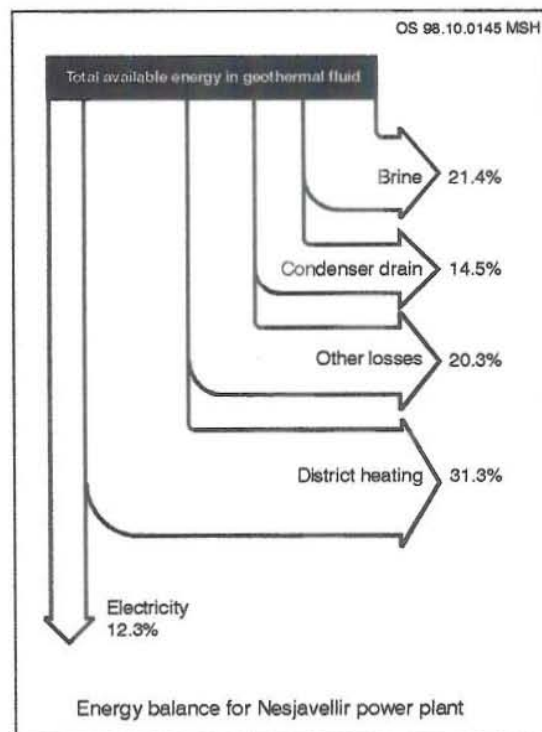 OS 98.10.0145 MSH
Total available energy in geothermal fluid
Brine 21.4%
Condenser drain 14.5%
Other losses 20.3%
District heating 31.3%
Electricity
12.3%
Energy balance for Nesjavellir power plant